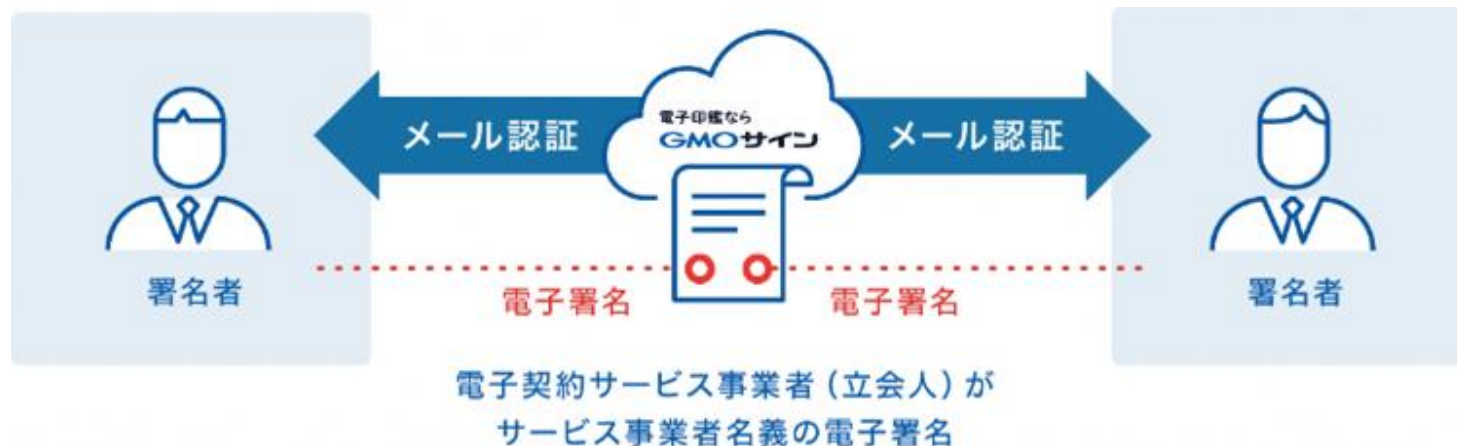 電子印鑑なら
GMOサイン
メール認証
メール認証
署名者
電子署名
電子署名
署名者
電子契約サービス事業者(立会人)が
サービス事業者名義の電子署名